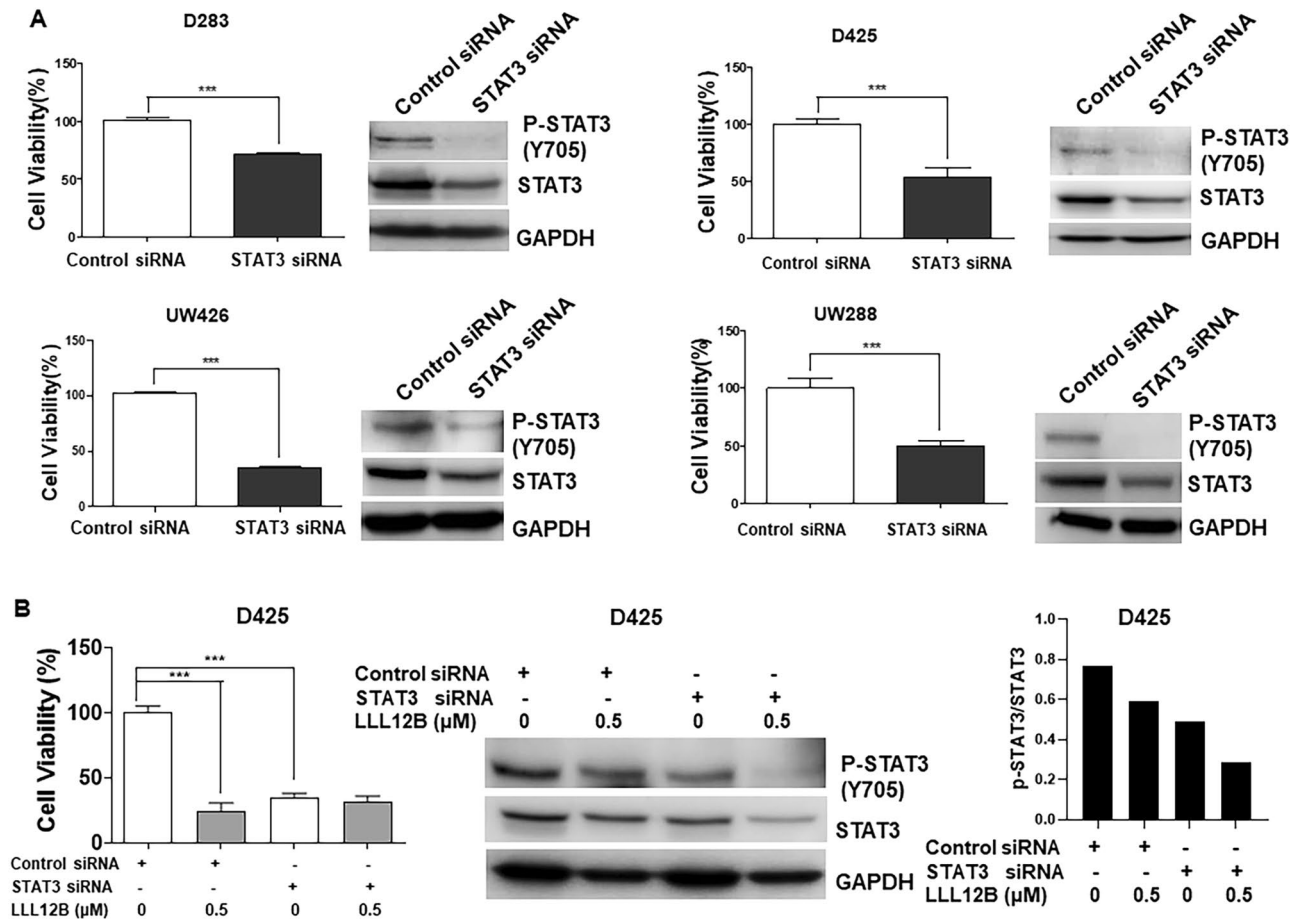 A
D283
Cell Viability(%)
150
100
50
0
***
Control siRNA
STAT3 siRNA
Control siRNA
STAT3 siRNA
P-STAT3
(Y705)
STAT3
GAPDH
D425
Cell Viability(%)
150
100
50
0
***
Control siRNA
STAT3 siRNA
Control siRNA
STAT3 siRNA
P-STAT3
(Y705)
STAT3
GAPDH
UW426
Cell Viability(%)
150
100
50
0
***
Control siRNA
STAT3 siRNA
Control siRNA
STAT3 siRNA
P-STAT3
(Y705)
STAT3
GAPDH
UW288
Cell Viability(%)
150
100
50
0
***
Control siRNA
STAT3 siRNA
Control siRNA
STAT3 siRNA
P-STAT3
(Y705)
STAT3
GAPDH
B
D425
Cell Viability (%)
150
100
50
0
***
***
Control siRNA + + - -
STAT3 siRNA - - + +
LLL12B (µM) 0 0.5 0 0.5
D425
Control siRNA + + - -
STAT3 siRNA - - + +
LLL12B (µM) 0 0.5 0 0.5
P-STAT3
(Y705)
STAT3
GAPDH
D425
p-STAT3/STAT3
1.0
0.8
0.6
0.4
0.2
0.0
Control siRNA + + - -
STAT3 siRNA - - + +
LLL12B (µM) 0 0.5 0 0.5